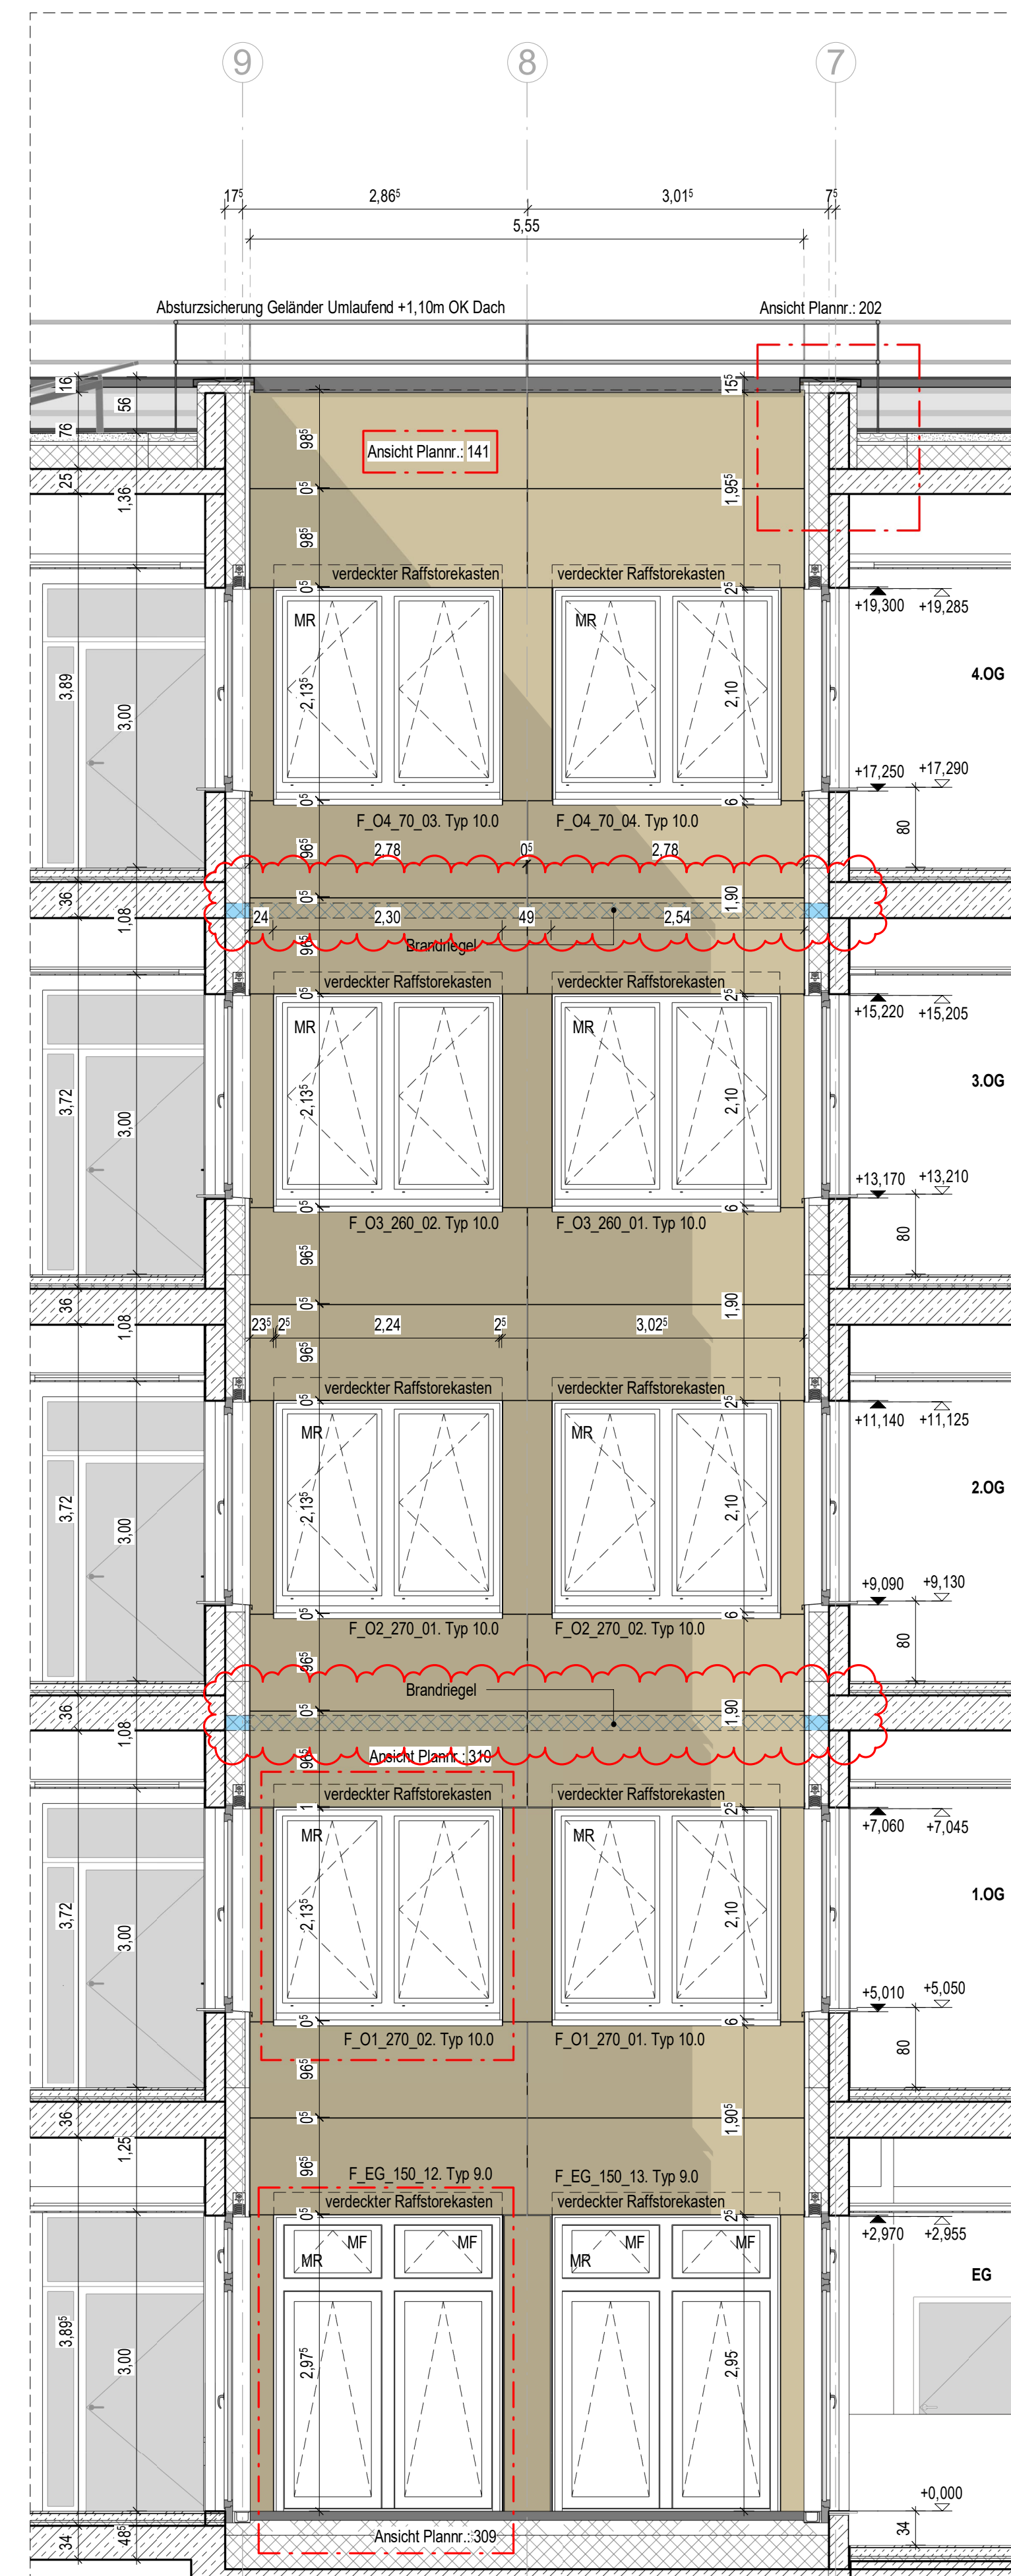 9 8 7
17⁵ 2,86⁵ 3,01⁵ 7⁵
5,55
Absturzsicherung Geländer Umlaufend +1,10m OK Dach
Ansicht Plannr.: 202
16 56 15⁵
76 98⁵
Ansicht Plannr.: 141
25 1,36 0⁵ 1,95⁵
98⁵
verdeckter Raffstorekasten verdeckter Raffstorekasten
0⁵ 2⁵
+19,300 +19,285
MR MR
4.OG
3,89 3,00 2,13⁵ 2,10
+17,250 +17,290
0⁵ 6
F_O4_70_03. Typ 10.0 F_O4_70_04. Typ 10.0
80
96⁵ 2,78 0⁵ 2,78
36 1,08 0⁵ 1,90
24 2,30 49 2,54
96⁵ Brandriegel
verdeckter Raffstorekasten verdeckter Raffstorekasten
0⁵ 2⁵
+15,220 +15,205
MR MR
3.OG
3,72 3,00 2,13⁵ 2,10
+13,170 +13,210
0⁵ 6
F_O3_260_02. Typ 10.0 F_O3_260_01. Typ 10.0
80
96⁵
36 1,08 0⁵ 1,90
23⁵ 2⁵ 2,24 2⁵ 3,02⁵
96⁵
verdeckter Raffstorekasten verdeckter Raffstorekasten
0⁵ 2⁵
+11,140 +11,125
MR MR
2.OG
3,72 3,00 2,13⁵ 2,10
+9,090 +9,130
0⁵ 6
F_O2_270_01. Typ 10.0 F_O2_270_02. Typ 10.0
80
96⁵
Brandriegel
36 1,08 0⁵ 1,90
96⁵ Ansicht Plannr.: 310
verdeckter Raffstorekasten verdeckter Raffstorekasten
1 2⁵
+7,060 +7,045
MR MR
1.OG
3,72 3,00 2,13⁵ 2,10
+5,010 +5,050
0⁵ 6
F_O1_270_02. Typ 10.0 F_O1_270_01. Typ 10.0
80
96⁵
36 1,25 0⁵ 1,90⁵
96⁵
F_EG_150_12. Typ 9.0 F_EG_150_13. Typ 9.0
verdeckter Raffstorekasten verdeckter Raffstorekasten
0⁵ 2⁵
+2,970 +2,955
MF MF MF
MR MR
EG
3,89⁵ 3,00 2,97⁵ 2,95
+0,000
34 48⁵ 34
Ansicht Plannr.: 309